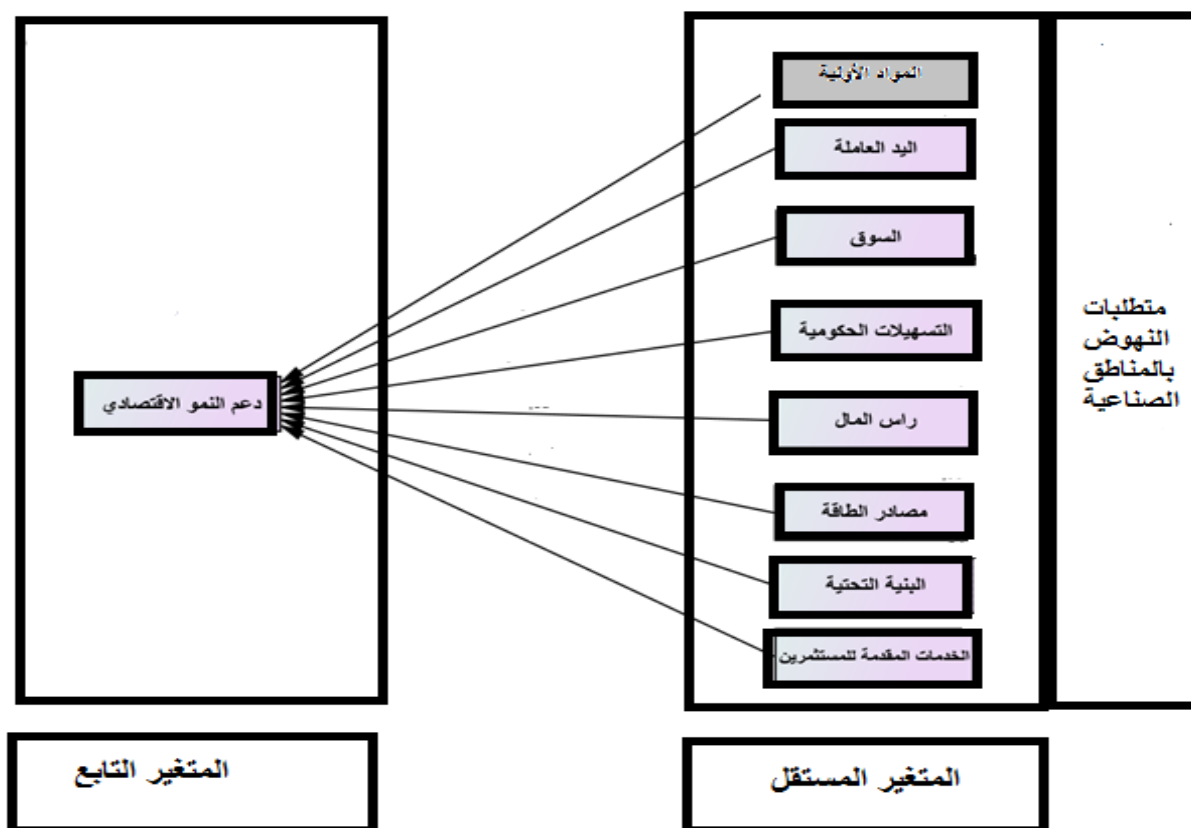 المواد الأولية
اليد العاملة
السوق
التسهيلات الحكومية
راس المال
مصادر الطاقة
البنية التحتية
الخدمات المقدمة للمستثمرين
متطلبات
النهوض
بالمناطق
الصناعية
دعم النمو الاقتصادي
المتغير المستقل
المتغير التابع